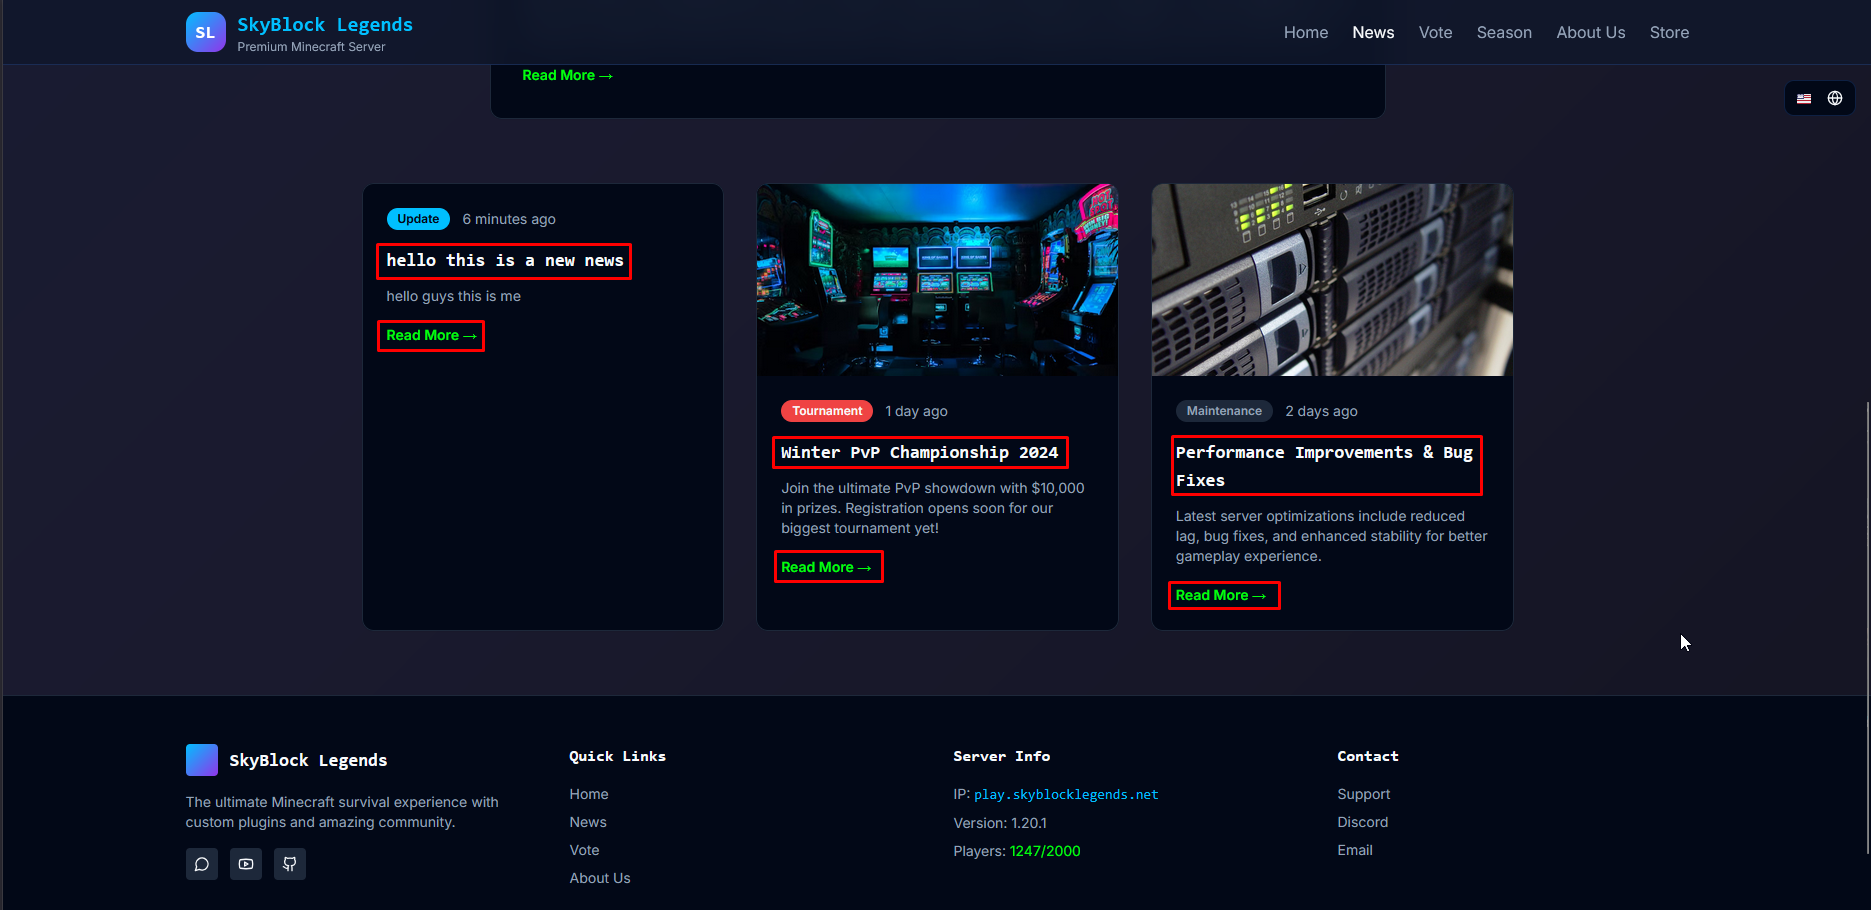 SL
SkyBlock Legends
Premium Minecraft Server
Home
News
Vote
Season
About Us
Store
Read More →
Update
6 minutes ago
hello this is a new news
hello guys this is me
Read More →
Tournament
1 day ago
Winter PvP Championship 2024
Join the ultimate PvP showdown with $10,000
in prizes. Registration opens soon for our
biggest tournament yet!
Read More →
Maintenance
2 days ago
Performance Improvements & Bug
Fixes
Latest server optimizations include reduced
lag, bug fixes, and enhanced stability for better
gameplay experience.
Read More →
SkyBlock Legends
The ultimate Minecraft survival experience with
custom plugins and amazing community.
Quick Links
Home
News
Vote
About Us
Server Info
IP: play.skyblocklegends.net
Version: 1.20.1
Players: 1247/2000
Contact
Support
Discord
Email